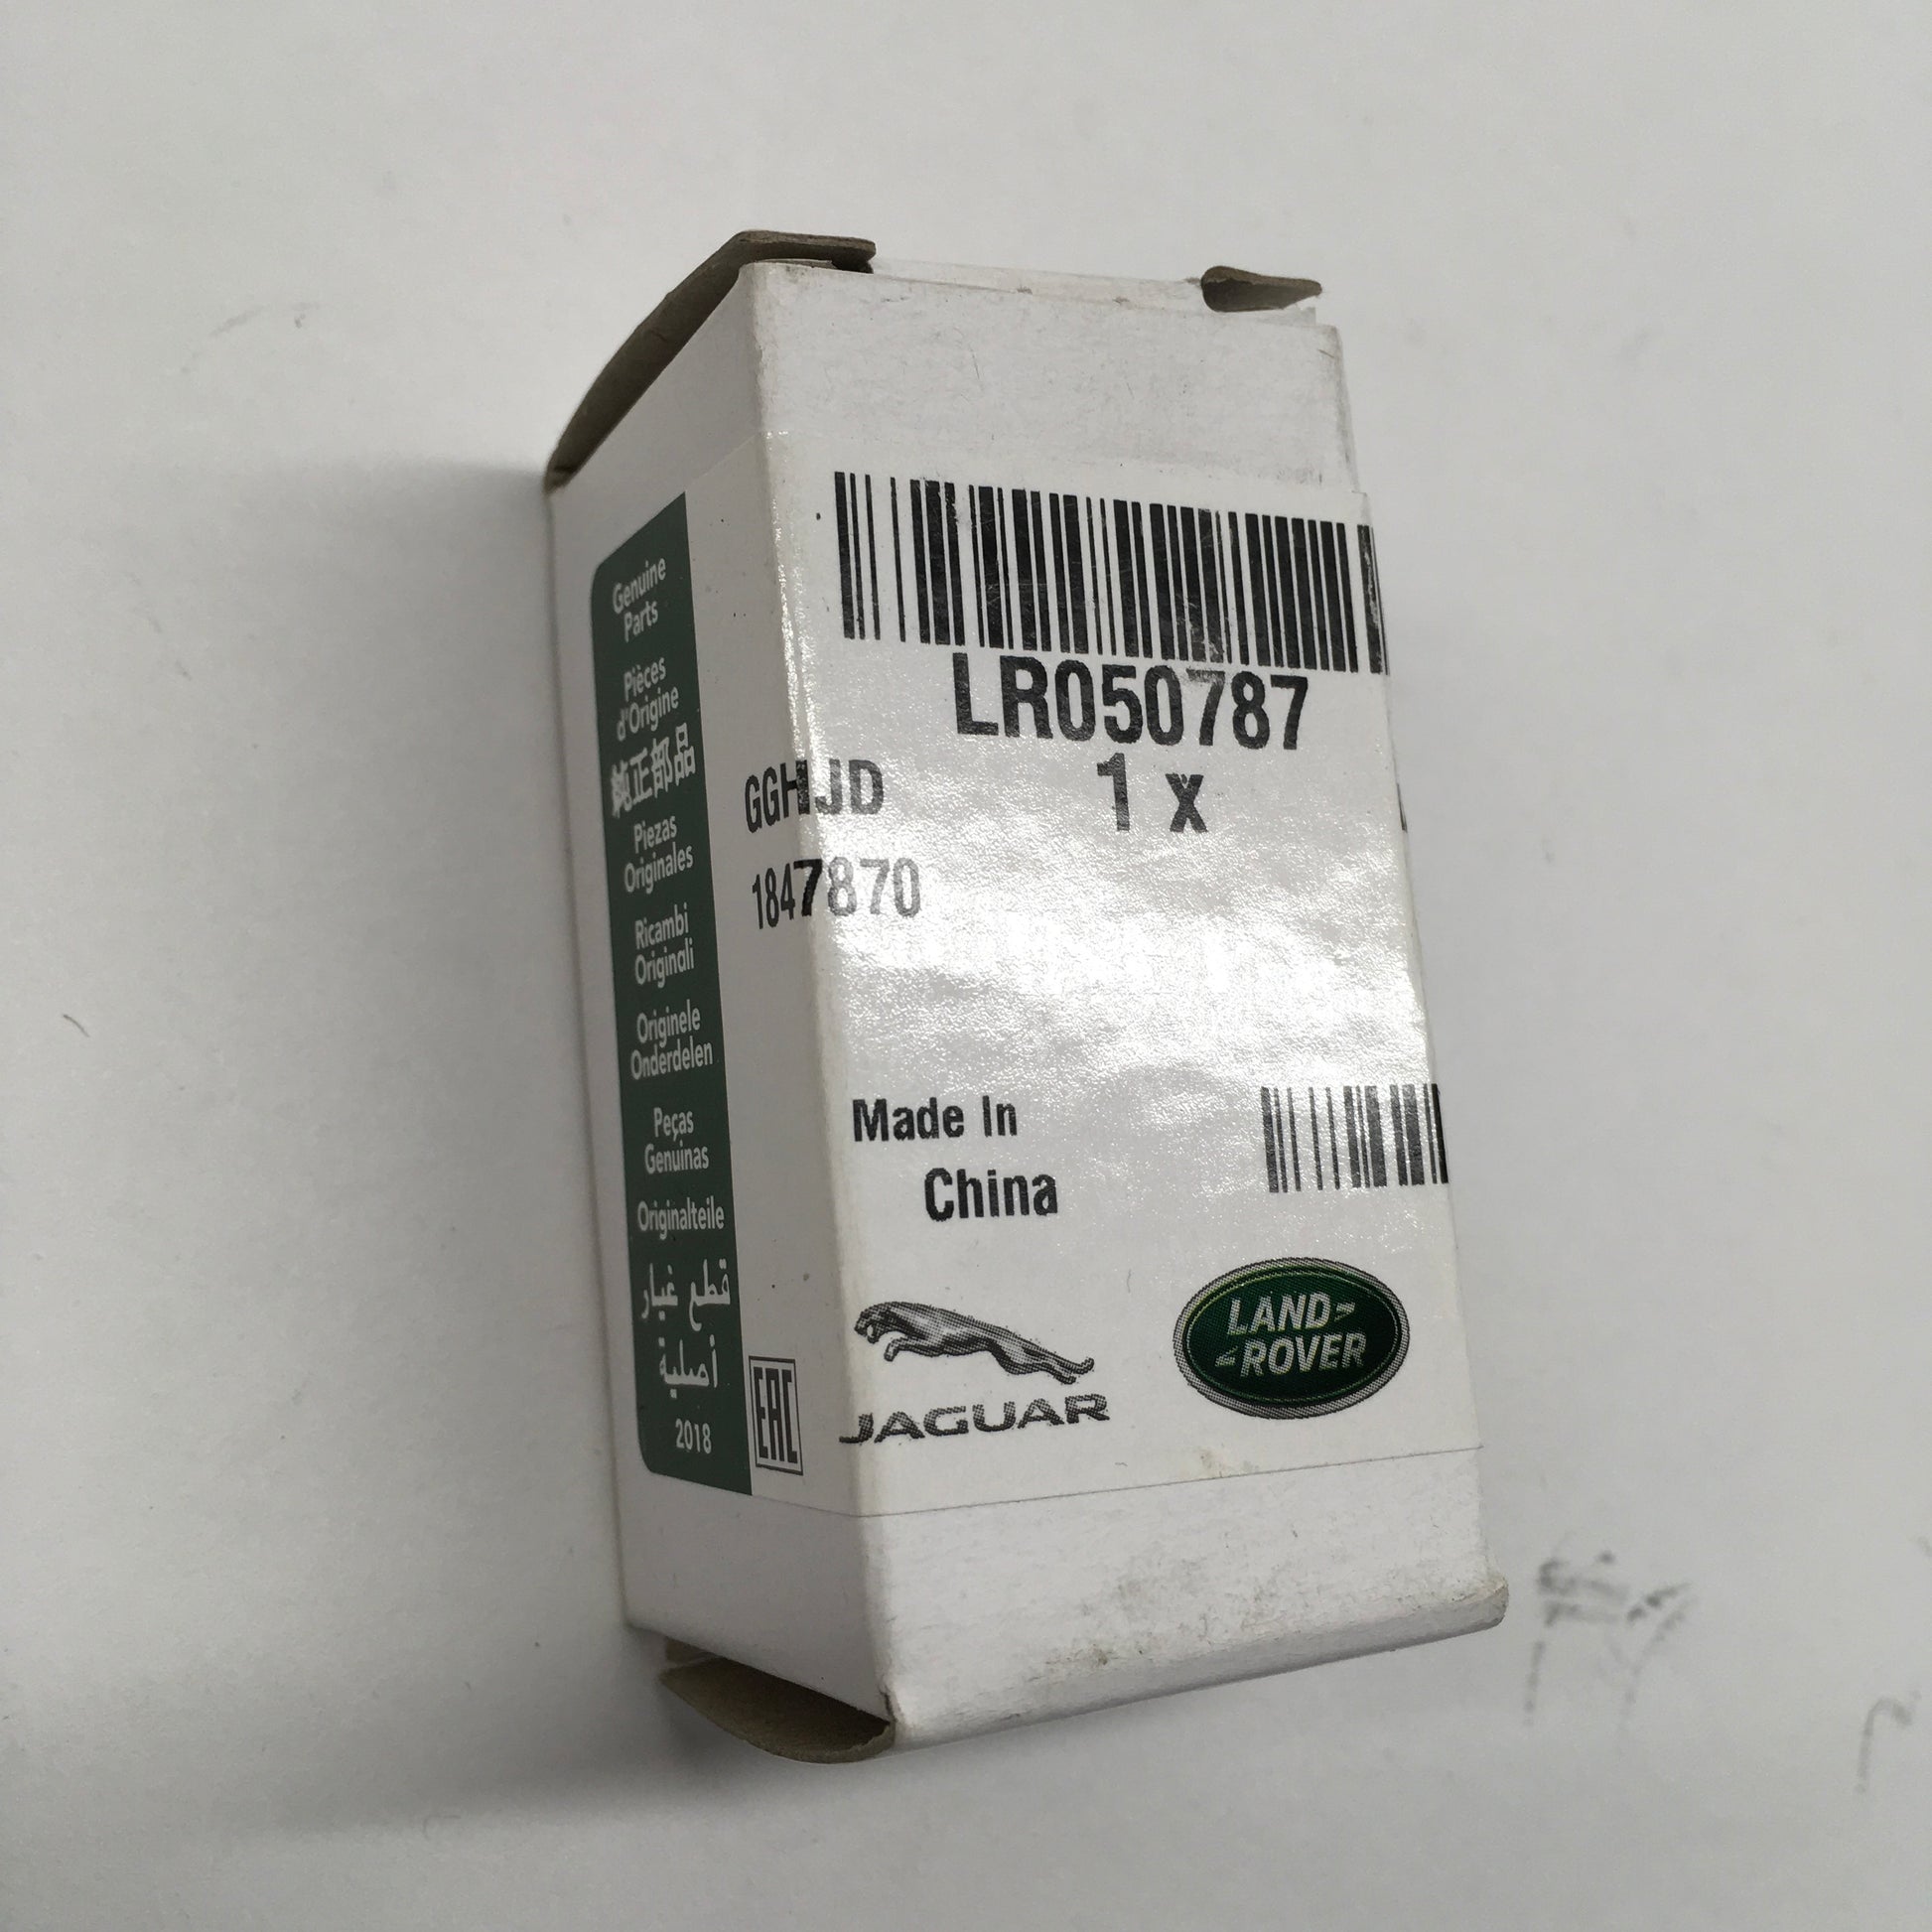 Genuine
Parts
Pièces
d'Origine
純正部品
Piezas
Originales
Ricambi
Originali
Originele
Onderdelen
Peças
Genuinas
Originalteile
قطع غيار
أصلية
2018
EAC
LR050787
1 x
GGHJD
1847870
Made In
China
JAGUAR
LAND
ROVER